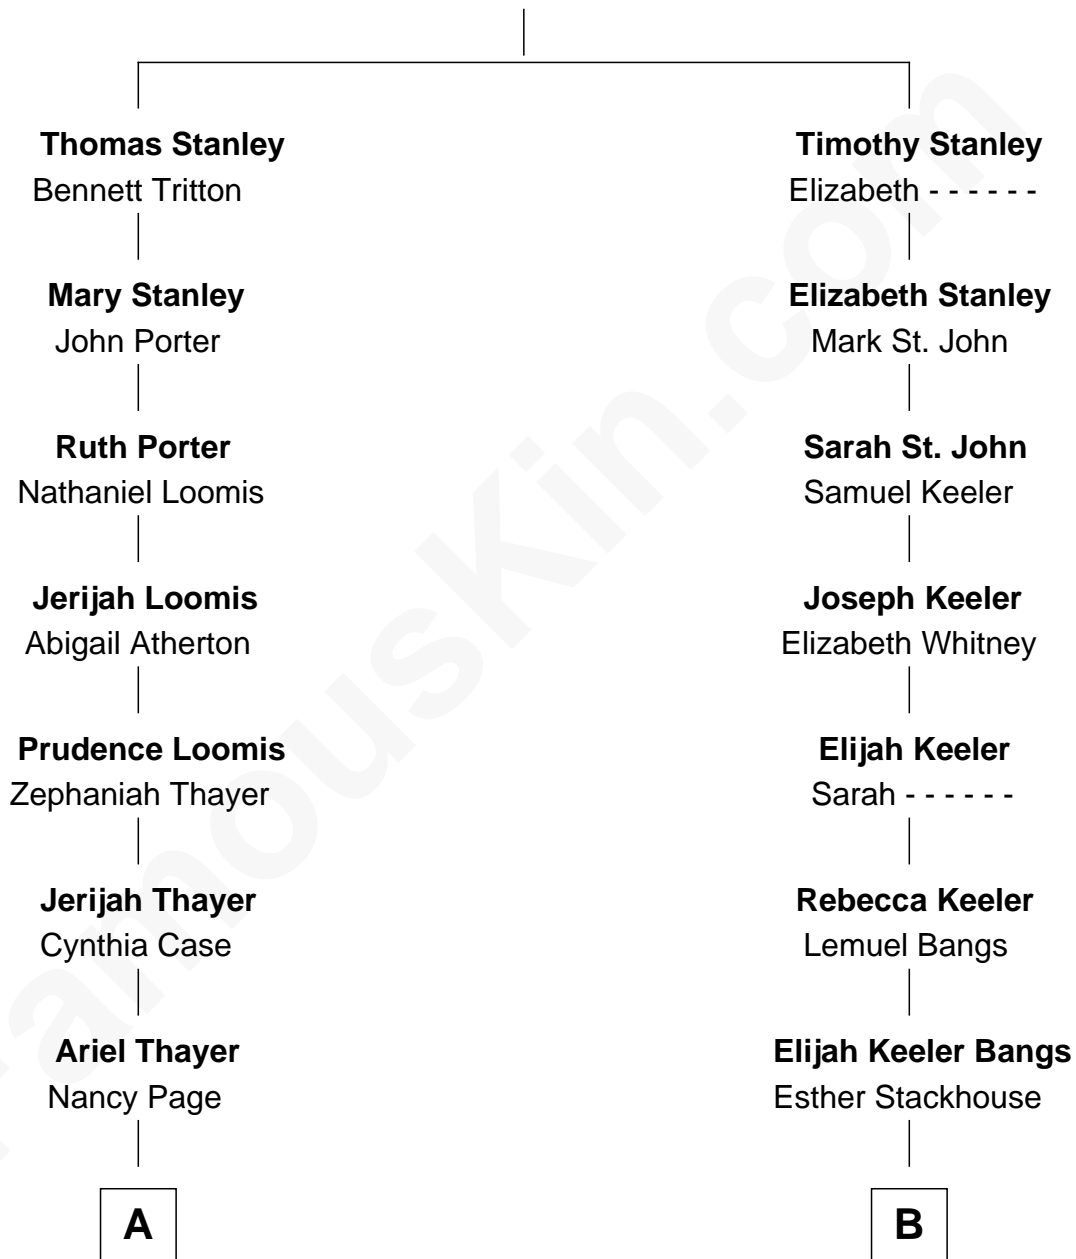 Thomas Stanley
Bennett Tritton
Mary Stanley
John Porter
Ruth Porter
Nathaniel Loomis
Jerijah Loomis
Abigail Atherton
Prudence Loomis
Zephaniah Thayer
Jerijah Thayer
Cynthia Case
Ariel Thayer
Nancy Page
A
Timothy Stanley
Elizabeth - - - - - -
Elizabeth Stanley
Mark St. John
Sarah St. John
Samuel Keeler
Joseph Keeler
Elizabeth Whitney
Elijah Keeler
Sarah - - - - - -
Rebecca Keeler
Lemuel Bangs
Elijah Keeler Bangs
Esther Stackhouse
B
FamousKin.com